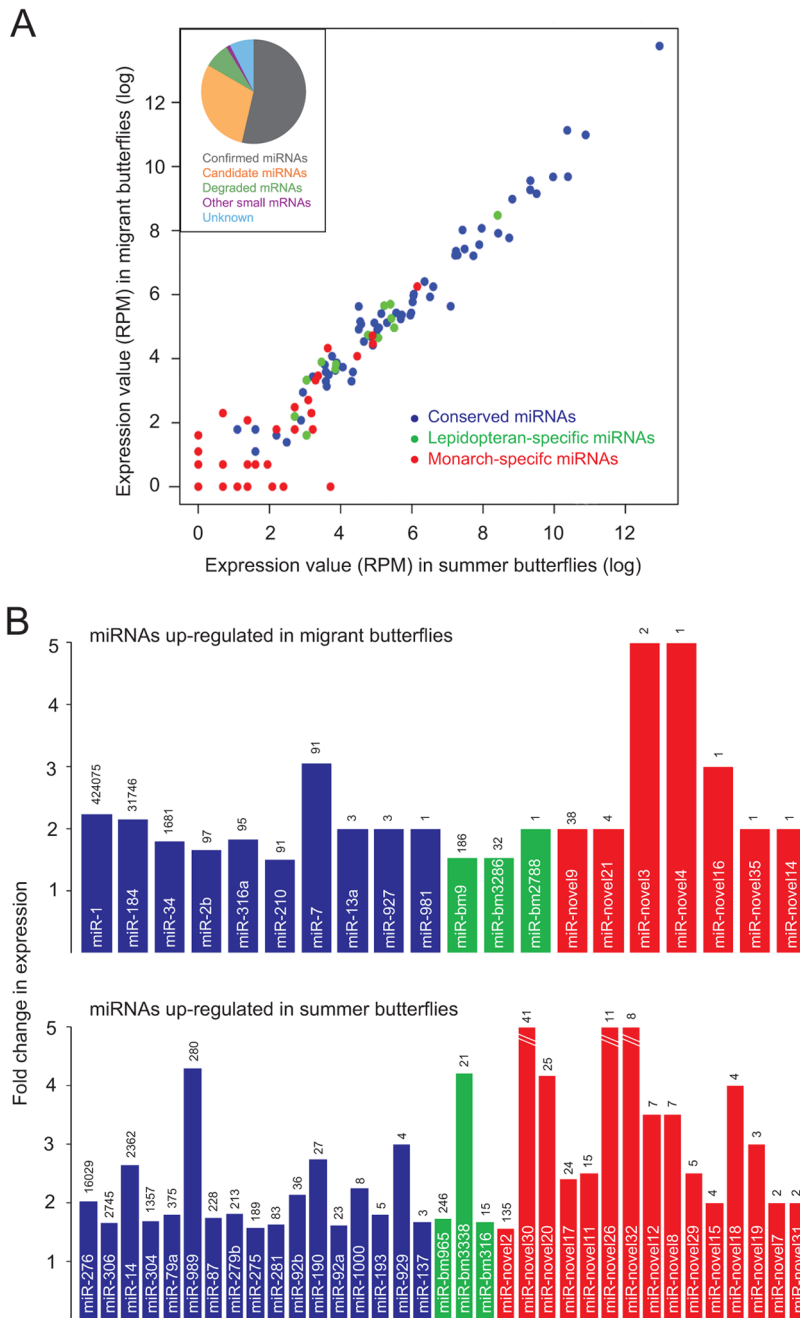 A
Expression value (RPM) in migrant butterflies (log)
12
10
8
6
4
2
0
Confirmed miRNAs
Candidate miRNAs
Degraded mRNAs
Other small mRNAs
Unknown
Conserved miRNAs
Lepidopteran-specific miRNAs
Monarch-specifc miRNAs
0 2 4 6 8 10 12
Expression value (RPM) in summer butterflies (log)
B
miRNAs up-regulated in migrant butterflies
Fold change in expression
5
4
3
2
1
424075 31746 1681 97 95 91 91 3 3 1 186 32 1 38 4 2 1 1 1 1
miR-1 miR-184 miR-34 miR-2b miR-316a miR-210 miR-7 miR-13a miR-927 miR-981 miR-bm9 miR-bm3286 miR-bm2788 miR-novel9 miR-novel21 miR-novel3 miR-novel4 miR-novel16 miR-novel35 miR-novel14
miRNAs up-regulated in summer butterflies
5
4
3
2
1
16029 2745 2362 1357 375 280 228 213 189 83 36 27 23 8 5 4 3 246 21 15 135 41 25 24 15 11 8 7 7 5 4 4 3 2 2
miR-276 miR-306 miR-14 miR-304 miR-79a miR-989 miR-87 miR-279b miR-275 miR-281 miR-92b miR-190 miR-92a miR-1000 miR-193 miR-929 miR-137 miR-bm965 miR-bm3338 miR-bm316 miR-novel2 miR-novel30 miR-novel20 miR-novel17 miR-novel11 miR-novel26 miR-novel32 miR-novel12 miR-novel8 miR-novel29 miR-novel15 miR-novel18 miR-novel19 miR-novel7 miR-novel31